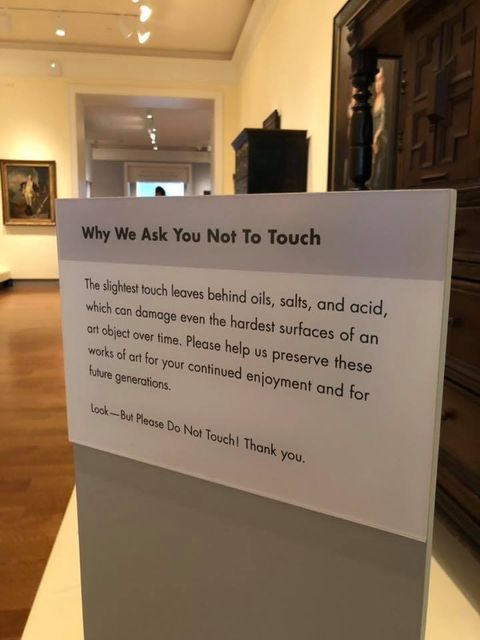 Why We Ask You Not To Touch
The slightest touch leaves behind oils, salts, and acid,
which can damage even the hardest surfaces of an
art object over time. Please help us preserve these
works of art for your continued enjoyment and for
future generations.
Look—But Please Do Not Touch! Thank you.